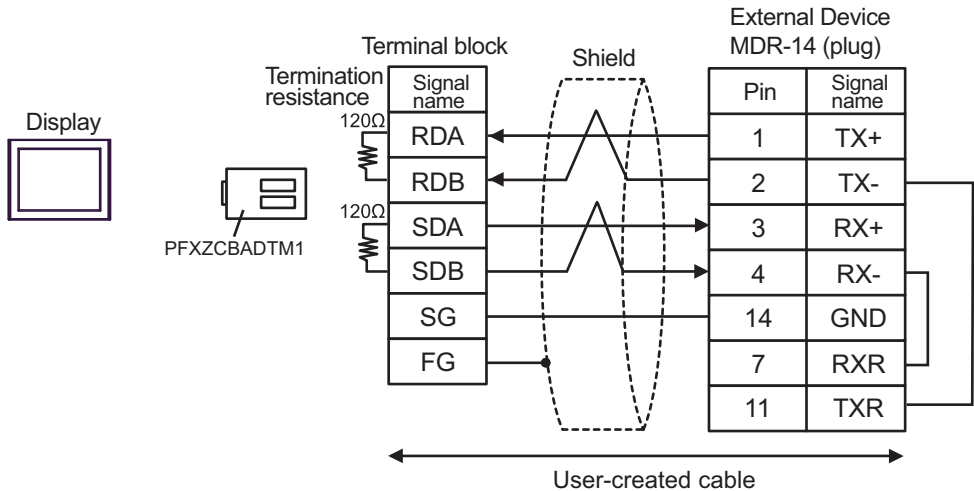 External Device
MDR-14 (plug)
Terminal block
Shield
Termination
resistance
Signal
name
Pin
Signal
name
Display
120Ω
RDA
1
TX+
RDB
2
TX-
120Ω
SDA
3
RX+
PFXZCBADTM1
SDB
4
RX-
SG
14
GND
FG
7
RXR
11
TXR
User-created cable